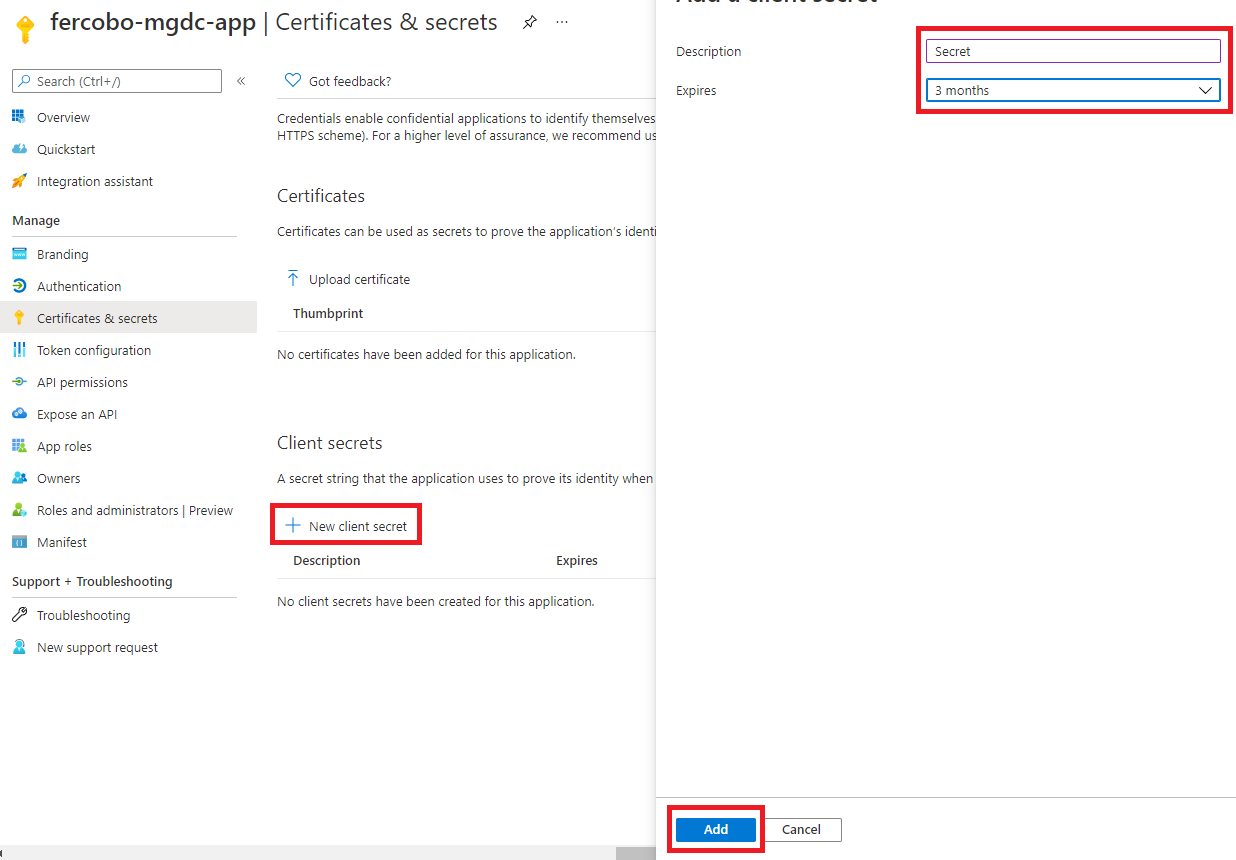 fercobo-mgdc-app | Certificates & secrets
Search (Ctrl+/)
Overview
Quickstart
Integration assistant
Manage
Branding
Authentication
Certificates & secrets
Token configuration
API permissions
Expose an API
App roles
Owners
Roles and administrators | Preview
Manifest
Support + Troubleshooting
Troubleshooting
New support request
Got feedback?
Credentials enable confidential applications to identify themselves
HTTPS scheme). For a higher level of assurance, we recommend us
Certificates
Certificates can be used as secrets to prove the application's identi
Upload certificate
Thumbprint
No certificates have been added for this application.
Client secrets
A secret string that the application uses to prove its identity when
New client secret
Description Expires
No client secrets have been created for this application.
Add a client secret
Description Secret
Expires 3 months
Add Cancel